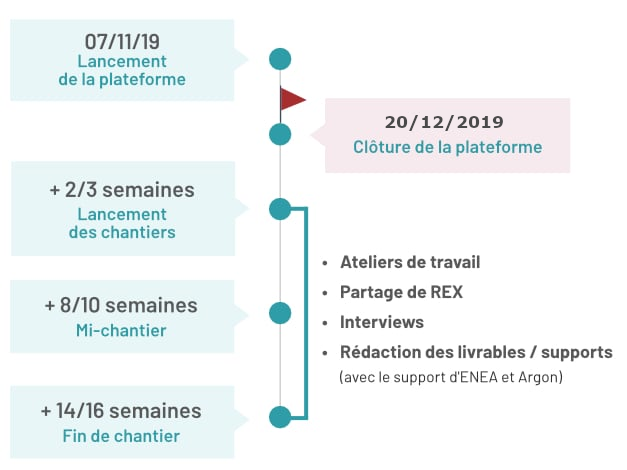 07/11/19
Lancement
de la plateforme
20/12/2019
Clôture de la plateforme
+ 2/3 semaines
Lancement
des chantiers
+ 8/10 semaines
Mi-chantier
+ 14/16 semaines
Fin de chantier
• Ateliers de travail
• Partage de REX
• Interviews
• Rédaction des livrables / supports
(avec le support d'ENEA et Argon)